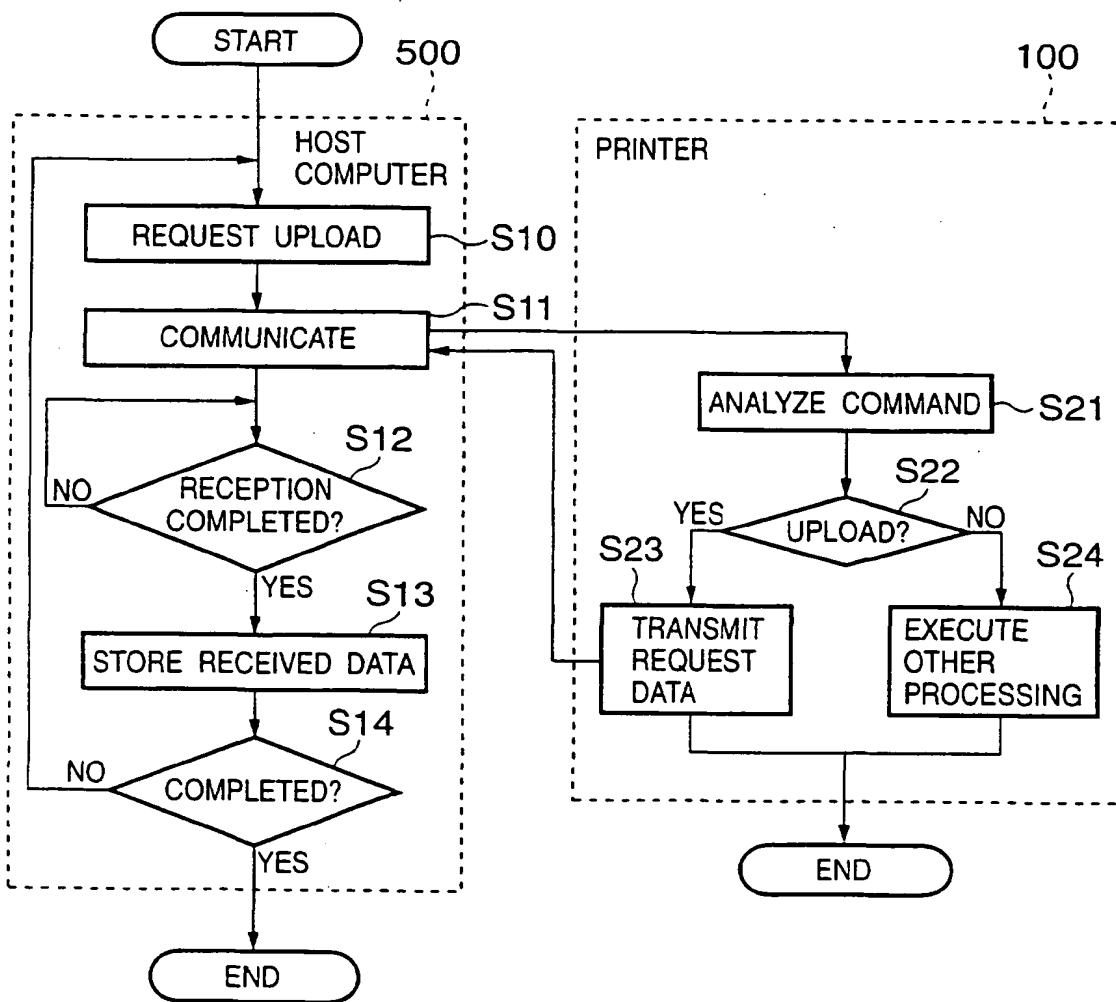 START
500
HOST
COMPUTER
REQUEST UPLOAD
S10
COMMUNICATE
S11
RECEPTION
COMPLETED?
S12
NO
YES
STORE RECEIVED DATA
S13
COMPLETED?
S14
NO
YES
END
100
PRINTER
ANALYZE COMMAND
S21
UPLOAD?
S22
YES
NO
S23
TRANSMIT
REQUEST
DATA
S24
EXECUTE
OTHER
PROCESSING
END